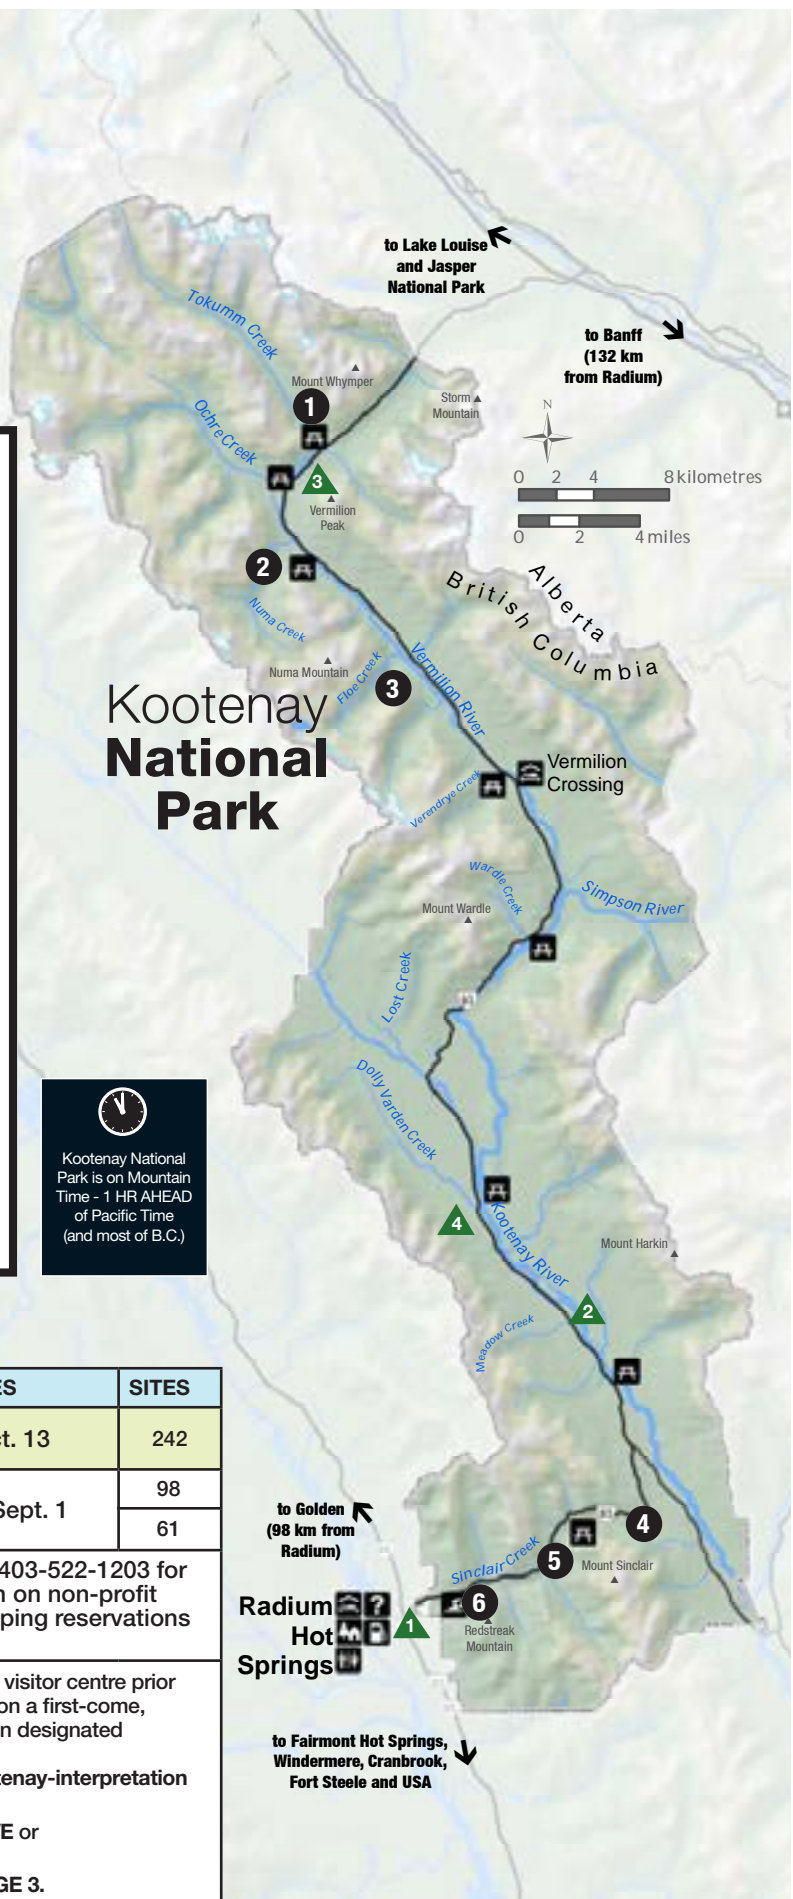 to Lake Louise
and Jasper
National Park
to Banff
(132 km
from Radium)
Tokumm Creek
Mount Whymper
Storm
Mountain
1
Ochre Creek
N
0 2 4 8 kilometres
0 2 4 miles
3
Vermilion
Peak
2
Alberta
British Columbia
Numa Creek
Numa Mountain
Floe Creek
3
Vermilion River
Kootenay
National
Park
Vermilion
Crossing
Verendrye Creek
Wardle Creek
Simpson River
Mount Wardle
Lost Creek
Dolly Varden Creek
Kootenay National
Park is on Mountain
Time - 1 HR AHEAD
of Pacific Time
(and most of B.C.)
4
Kootenay River
Mount Harkin
2
Meadow Creek
ES SITES
ct. 13 242
Sept. 1 98
61
403-522-1203 for
n on non-profit
ping reservations
visitor centre prior
on a first-come,
n designated
tenay-interpretation
TE or
GE 3.
to Golden
(98 km from
Radium)
4
5
Sinclair Creek
Mount Sinclair
6
Redstreak
Mountain
Radium
Hot
Springs
?
1
to Fairmont Hot Springs,
Windermere, Cranbrook,
Fort Steele and USA